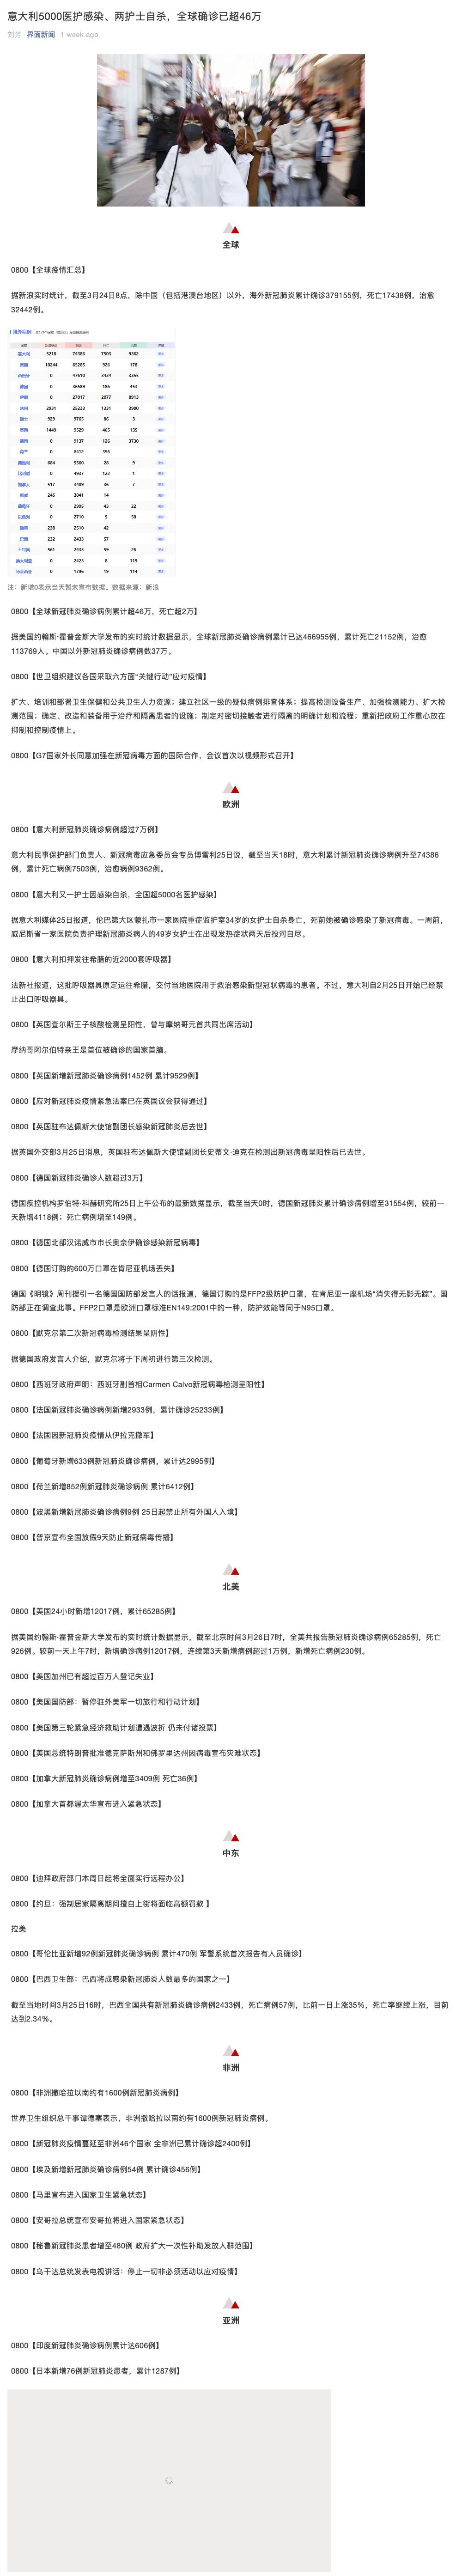 意大利5000医护感染、两护士自杀，全球确诊已超46万
刘芳 界面新闻 1 week ago
全球
0800【全球疫情汇总】
据新浪实时统计，截至3月24日8点，除中国（包括港澳台地区）以外，海外新冠肺炎累计确诊379155例，死亡17438例，治愈
32442例。
境外病例
意大利 5210 74386 7503 9362
美国 10244 65285 926 178
西班牙 0 47610 3434 3355
德国 0 36589 186 453
伊朗 0 27017 2077 8913
法国 2931 25233 1331 3900
瑞士 929 9765 86 3
英国 1449 9529 465 135
韩国 0 9137 126 3730
荷兰 0 6412 356
奥地利 684 5560 28 9
比利时 0 4937 122 1
加拿大 517 3409 36 7
挪威 245 3041 14
葡萄牙 0 2995 43 22
以色列 0 2710 5 58
瑞典 238 2510 42
巴西 232 2433 57
土耳其 561 2433 59 26
澳大利亚 0 2423 8 119
马来西亚 0 1796 19 114
注：新增0表示当天暂未宣布数据。数据来源：新浪
0800【全球新冠肺炎确诊病例累计超46万，死亡超2万】
据美国约翰斯·霍普金斯大学发布的实时统计数据显示，全球新冠肺炎确诊病例累计已达466955例，累计死亡21152例，治愈
113769人。中国以外新冠肺炎确诊病例数37万。
0800【世卫组织建议各国采取六方面“关键行动”应对疫情】
扩大、培训和部署卫生保健和公共卫生人力资源；建立社区一级的疑似病例排查体系；提高检测设备生产、加强检测能力、扩大检
测范围；确定、改造和装备用于治疗和隔离患者的设施；制定对密切接触者进行隔离的明确计划和流程；重新把政府工作重心放在
抑制和控制疫情上。
0800【G7国家外长同意加强在新冠病毒方面的国际合作，会议首次以视频形式召开】
欧洲
0800【意大利新冠肺炎确诊病例超过7万例】
意大利民事保护部门负责人、新冠病毒应急委员会专员博雷利25日说，截至当天18时，意大利累计新冠肺炎确诊病例升至74386
例，累计死亡病例7503例，治愈病例9362例。
0800【意大利又一护士因感染自杀，全国超5000名医护感染】
据意大利媒体25日报道，伦巴第大区蒙扎市一家医院重症监护室34岁的女护士自杀身亡，死前她被确诊感染了新冠病毒。一周前，
威尼斯省一家医院负责护理新冠肺炎病人的49岁女护士在出现发热症状两天后投河自尽。
0800【意大利扣押发往希腊的近2000套呼吸器】
法新社报道，这批呼吸器具原定运往希腊，交付当地医院用于救治感染新型冠状病毒的患者。不过，意大利自2月25日开始已经禁
止出口呼吸器具。
0800【英国查尔斯王子核酸检测呈阳性，曾与摩纳哥元首共同出席活动】
摩纳哥阿尔伯特亲王是首位被确诊的国家首脑。
0800【英国新增新冠肺炎确诊病例1452例 累计9529例】
0800【应对新冠肺炎疫情紧急法案已在英国议会获得通过】
0800【英国驻布达佩斯大使馆副团长感染新冠肺炎后去世】
据英国外交部3月25日消息，英国驻布达佩斯大使馆副团长史蒂文·迪克在检测出新冠病毒呈阳性后已去世。
0800【德国新冠肺炎确诊人数超过3万】
德国疾控机构罗伯特·科赫研究所25日上午公布的最新数据显示，截至当天0时，德国新冠肺炎累计确诊病例增至31554例，较前一
天新增4118例；死亡病例增至149例。
0800【德国北部汉诺威市市长奥奈伊确诊感染新冠病毒】
0800【德国订购的600万口罩在肯尼亚机场丢失】
德国《明镜》周刊援引一名德国国防部发言人的话报道，德国订购的是FFP2级防护口罩，在肯尼亚一座机场“消失得无影无踪”。国
防部正在调查此事。FFP2口罩是欧洲口罩标准EN149:2001中的一种，防护效能等同于N95口罩。
0800【默克尔第二次新冠病毒检测结果呈阴性】
据德国政府发言人介绍，默克尔将于下周初进行第三次检测。
0800【西班牙政府声明：西班牙副首相Carmen Calvo新冠病毒检测呈阳性】
0800【法国新冠肺炎确诊病例新增2933例，累计确诊25233例】
0800【法国因新冠肺炎疫情从伊拉克撤军】
0800【葡萄牙新增633例新冠肺炎确诊病例，累计达2995例】
0800【荷兰新增852例新冠肺炎确诊病例 累计6412例】
0800【波黑新增新冠肺炎确诊病例9例 25日起禁止所有外国人入境】
0800【普京宣布全国放假9天防止新冠病毒传播】
北美
0800【美国24小时新增12017例，累计65285例】
据美国约翰斯·霍普金斯大学发布的实时统计数据显示，截至北京时间3月26日7时，全美共报告新冠肺炎确诊病例65285例，死亡
926例。较前一天上午7时，新增确诊病例12017例，连续第3天新增病例超过1万例，新增死亡病例230例。
0800【美国加州已有超过百万人登记失业】
0800【美国国防部：暂停驻外美军一切旅行和行动计划】
0800【美国第三轮紧急经济救助计划遭遇波折 仍未付诸投票】
0800【美国总统特朗普批准德克萨斯州和佛罗里达州因病毒宣布灾难状态】
0800【加拿大新冠肺炎确诊病例增至3409例 死亡36例】
0800【加拿大首都渥太华宣布进入紧急状态】
中东
0800【迪拜政府部门本周日起将全面实行远程办公】
0800【约旦：强制居家隔离期间擅自上街将面临高额罚款 】
拉美
0800【哥伦比亚新增92例新冠肺炎确诊病例 累计470例 军警系统首次报告有人员确诊】
0800【巴西卫生部：巴西将成感染新冠肺炎人数最多的国家之一】
截至当地时间3月25日16时，巴西全国共有新冠肺炎确诊病例2433例，死亡病例57例，比前一日上涨35%，死亡率继续上涨，目前
达到2.34%。
非洲
0800【非洲撒哈拉以南约有1600例新冠肺炎病例】
世界卫生组织总干事谭德塞表示，非洲撒哈拉以南约有1600例新冠肺炎病例。
0800【新冠肺炎疫情蔓延至非洲46个国家 全非洲已累计确诊超2400例】
0800【埃及新增新冠肺炎确诊病例54例 累计确诊456例】
0800【马里宣布进入国家卫生紧急状态】
0800【安哥拉总统宣布安哥拉将进入国家紧急状态】
0800【秘鲁新冠肺炎患者增至480例 政府扩大一次性补助发放人群范围】
0800【乌干达总统发表电视讲话：停止一切非必须活动以应对疫情】
亚洲
0800【印度新冠肺炎确诊病例累计达606例】
0800【日本新增76例新冠肺炎患者，累计1287例】